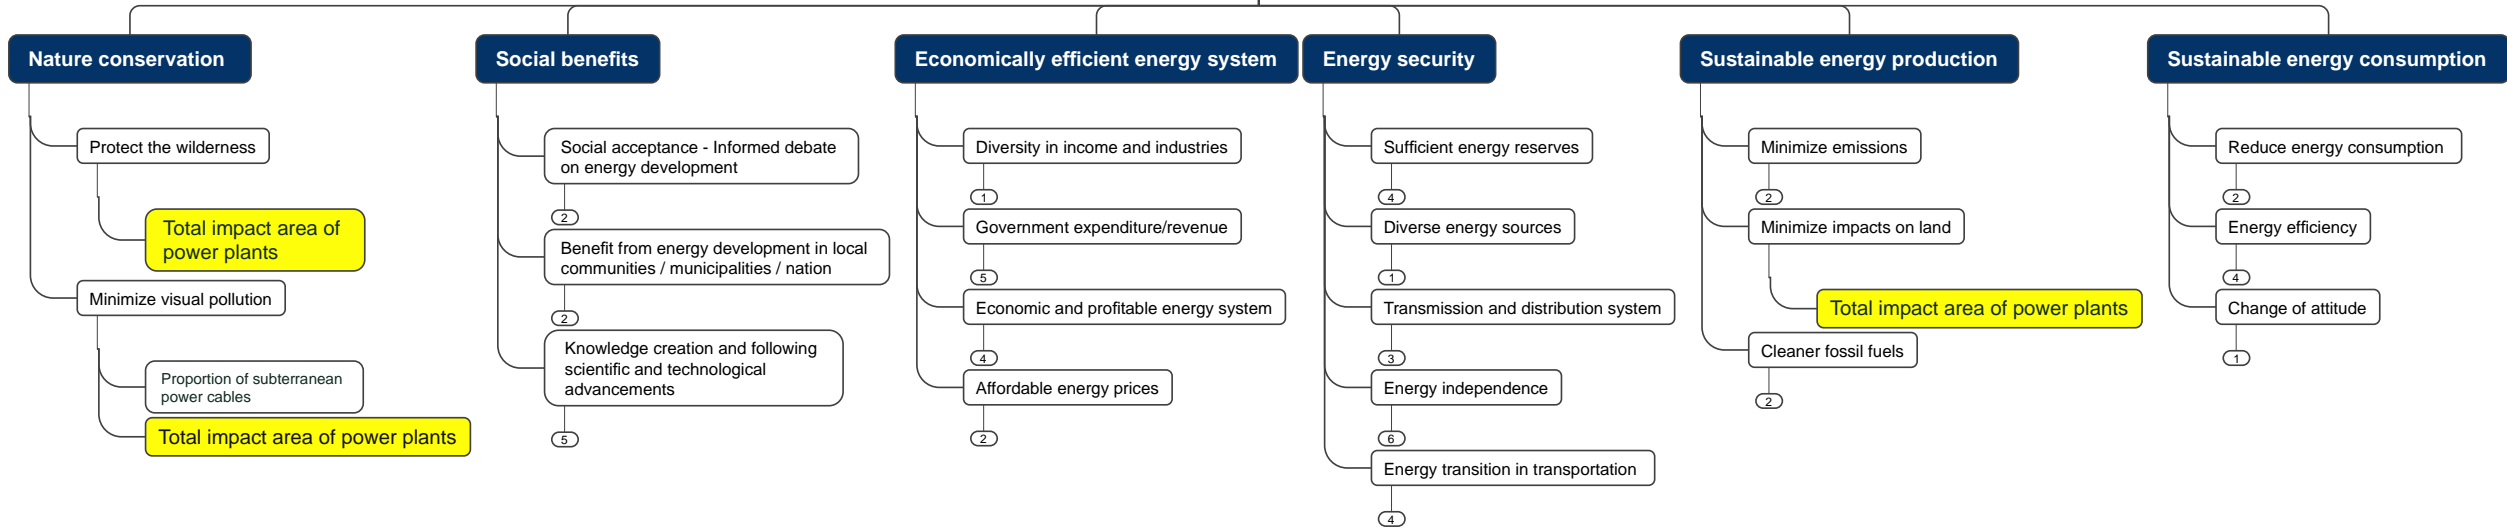 Nature conservation
Protect the wilderness
Total impact area of
power plants
Minimize visual pollution
Proportion of subterranean
power cables
Total impact area of power plants
Social benefits
Social acceptance - Informed debate
on energy development
2
Benefit from energy development in local
communities / municipalities / nation
2
Knowledge creation and following
scientific and technological
advancements
5
Economically efficient energy system
Diversity in income and industries
1
Government expenditure/revenue
5
Economic and profitable energy system
4
Affordable energy prices
2
Energy security
Sufficient energy reserves
4
Diverse energy sources
1
Transmission and distribution system
3
Energy independence
6
Energy transition in transportation
4
Sustainable energy production
Minimize emissions
2
Minimize impacts on land
Total impact area of power plants
Cleaner fossil fuels
2
Sustainable energy consumption
Reduce energy consumption
2
Energy efficiency
4
Change of attitude
1